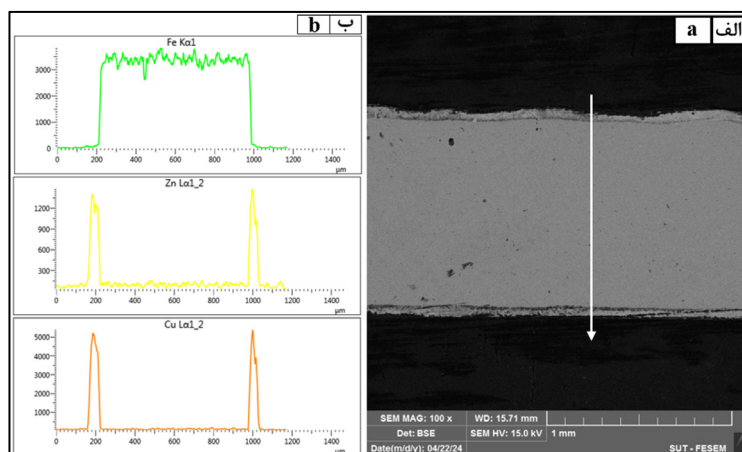 b ب
Fe Kα1
3000
2000
1000
0
0 200 400 600 800 1000 1200 1400
µm
Zn Lα1_2
1200
900
600
300
0 200 400 600 800 1000 1200 1400
µm
Cu Lα1_2
5000
4000
3000
2000
1000
0 200 400 600 800 1000 1200 1400
µm
a الف
SEM MAG: 100 x WD: 15.71 mm
Det: BSE SEM HV: 15.0 kV 1 mm
Date(m/d/y): 04/22/24 SUT - FESEM